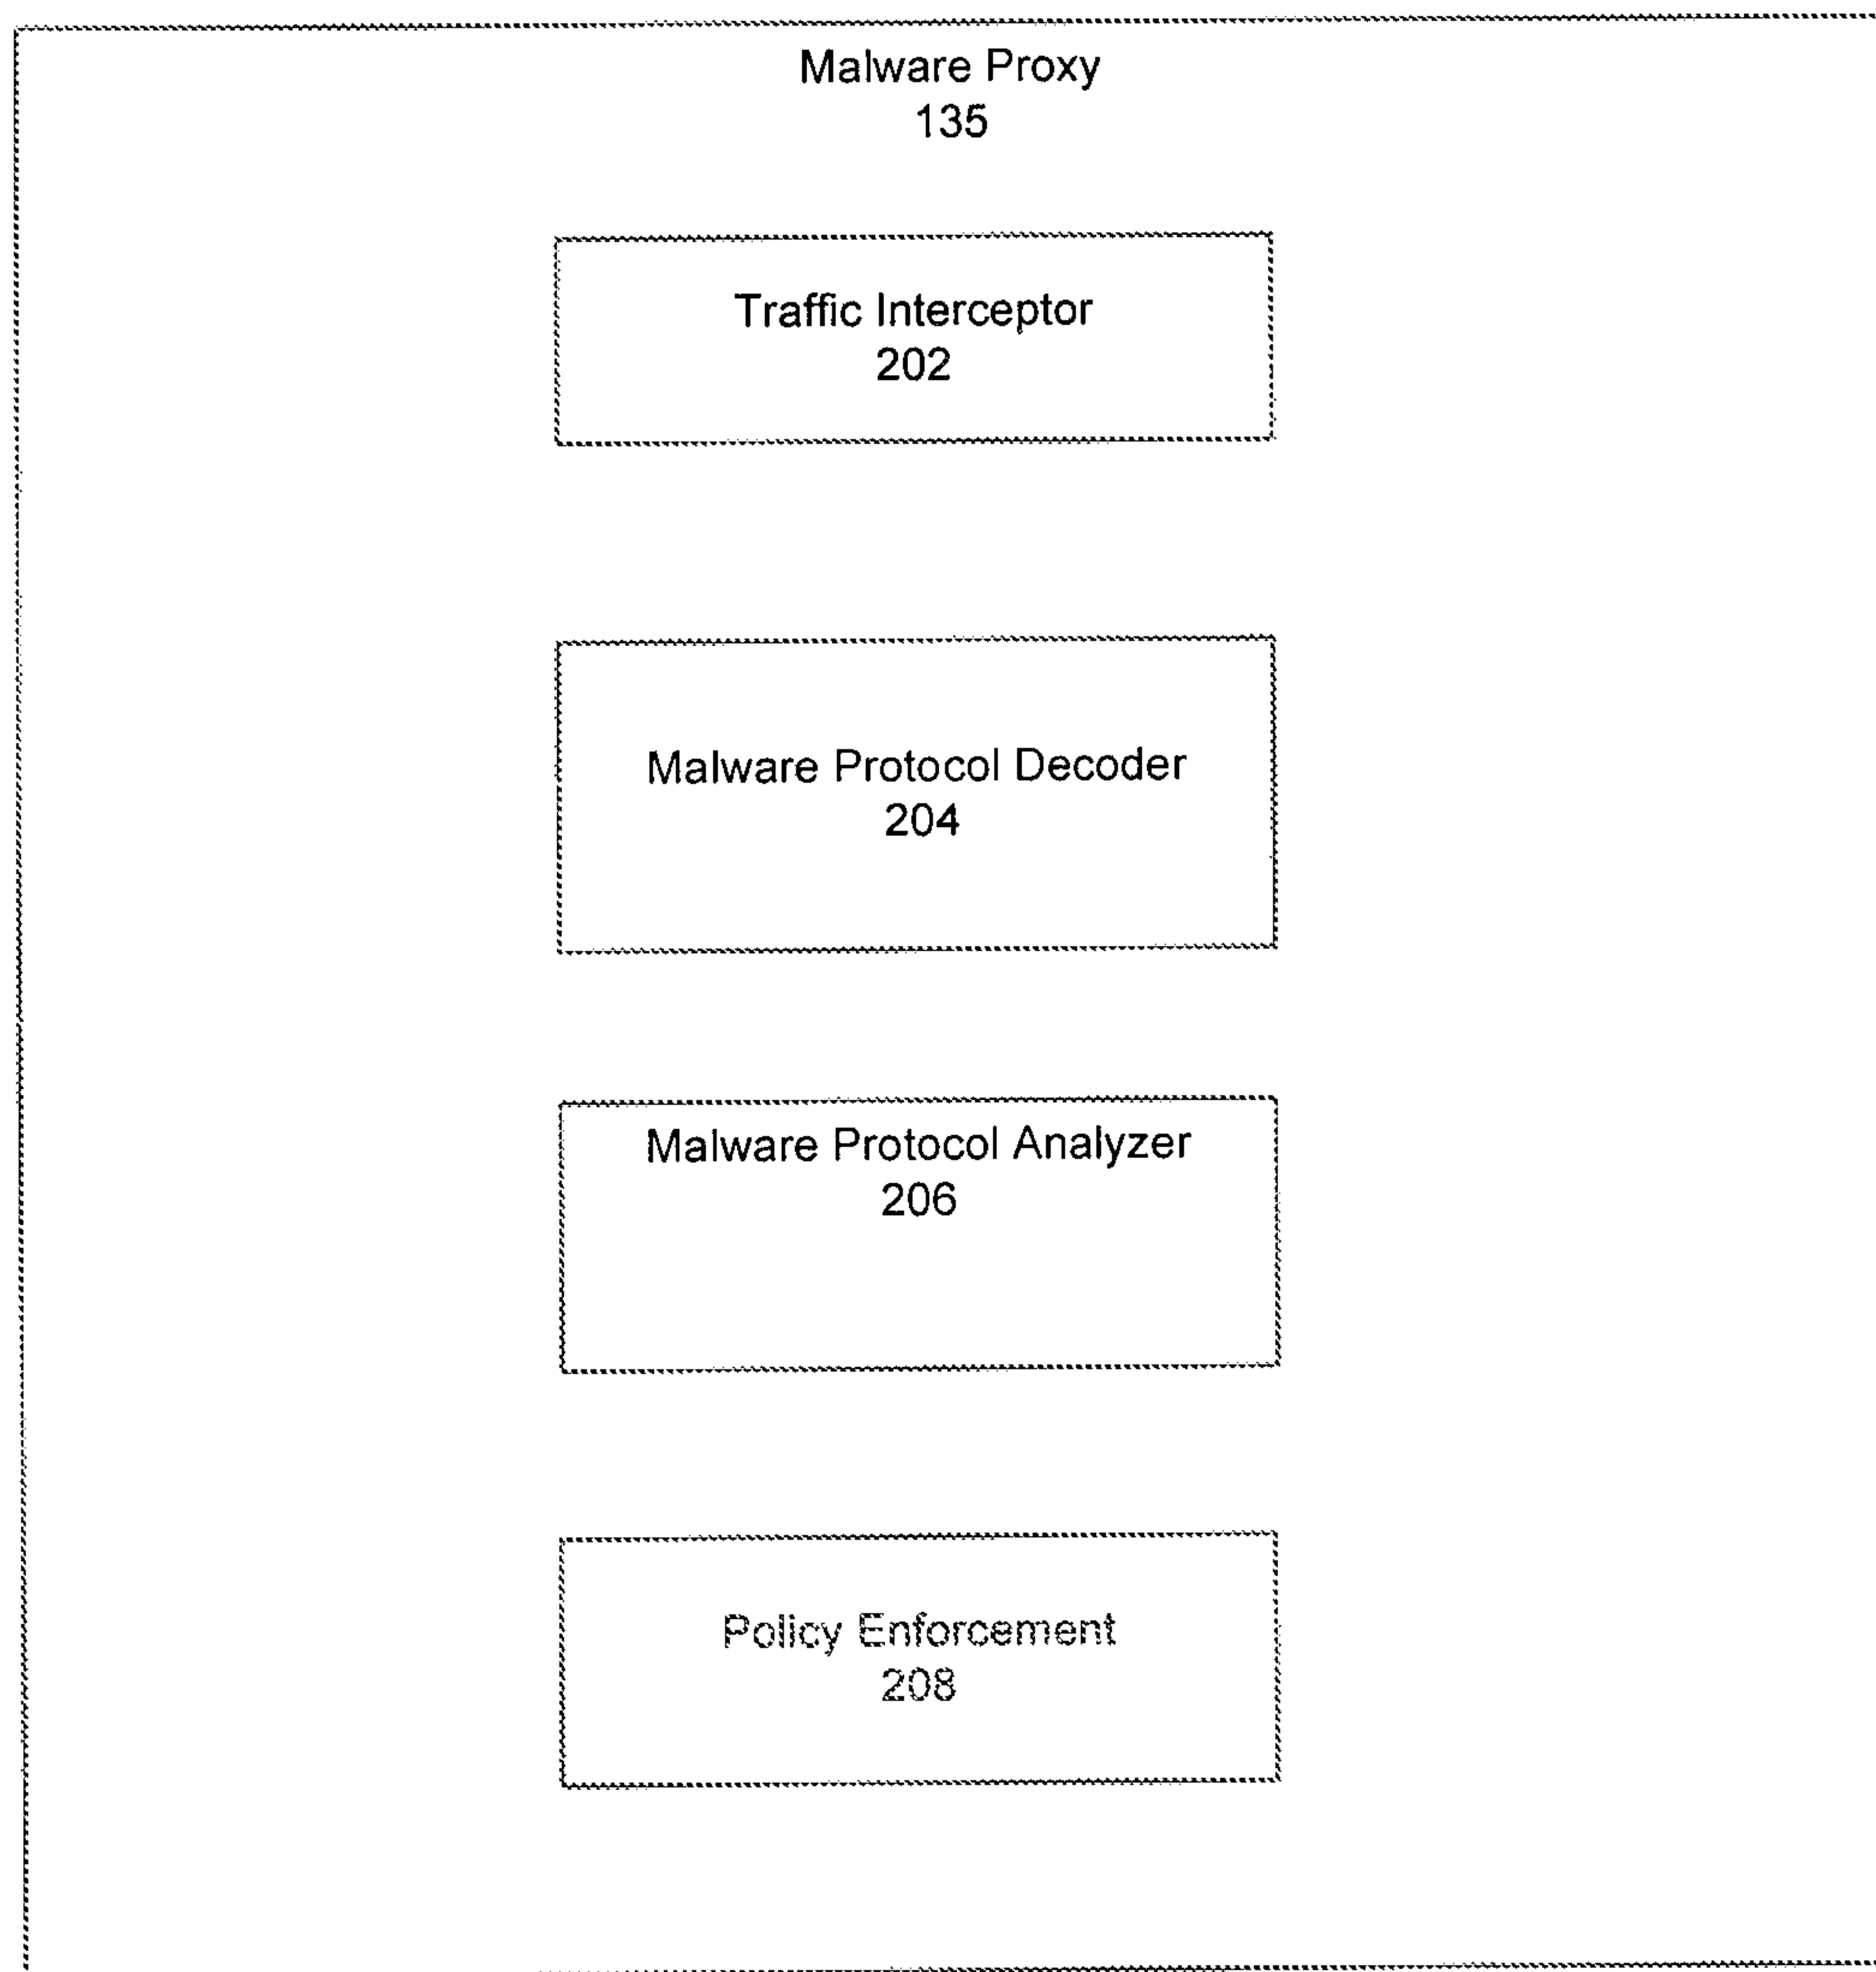 Malware Proxy
135
Traffic Interceptor
202
Malware Protocol Decoder
204
Malware Protocol Analyzer
206
Policy Enforcement
208